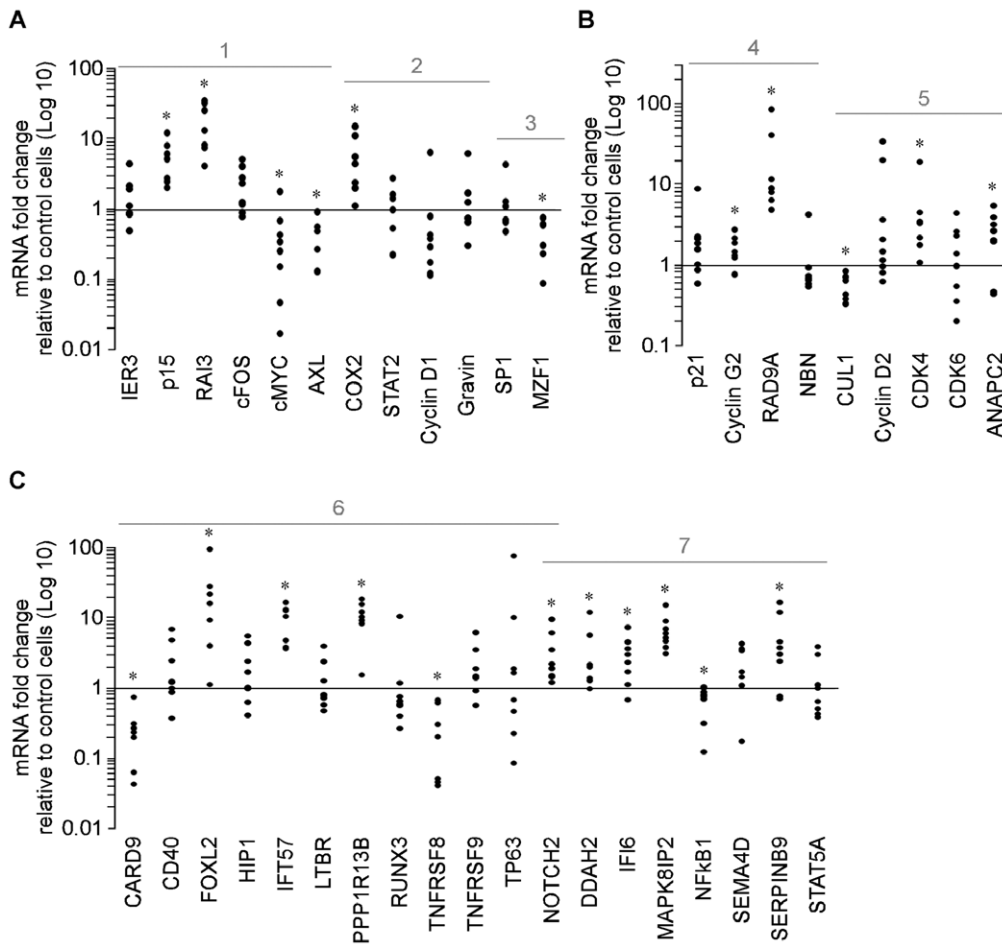 A
1
2
3
mRNA fold change
relative to control cells (Log 10)
100
10
1
0.1
0.01
*
*
*
*
*
*
IER3
p15
RAI3
cFOS
cMYC
AXL
COX2
STAT2
Cyclin D1
Gravin
SP1
MZF1
B
4
5
mRNA fold change
relative to control cells (Log 10)
100
10
1
0.1
*
*
*
*
*
p21
Cyclin G2
RAD9A
NBN
CUL1
Cyclin D2
CDK4
CDK6
ANAPC2
C
6
7
mRNA fold change
relative to control cells (Log 10)
100
10
1
0.1
0.01
*
*
*
*
*
*
*
*
*
*
*
CARD9
CD40
FOXL2
HIP1
IFT57
LTBR
PPP1R13B
RUNX3
TNFRSF8
TNFRSF9
TP63
NOTCH2
DDAH2
IFI6
MAPK8IP2
NFkB1
SEMA4D
SERPINB9
STAT5A